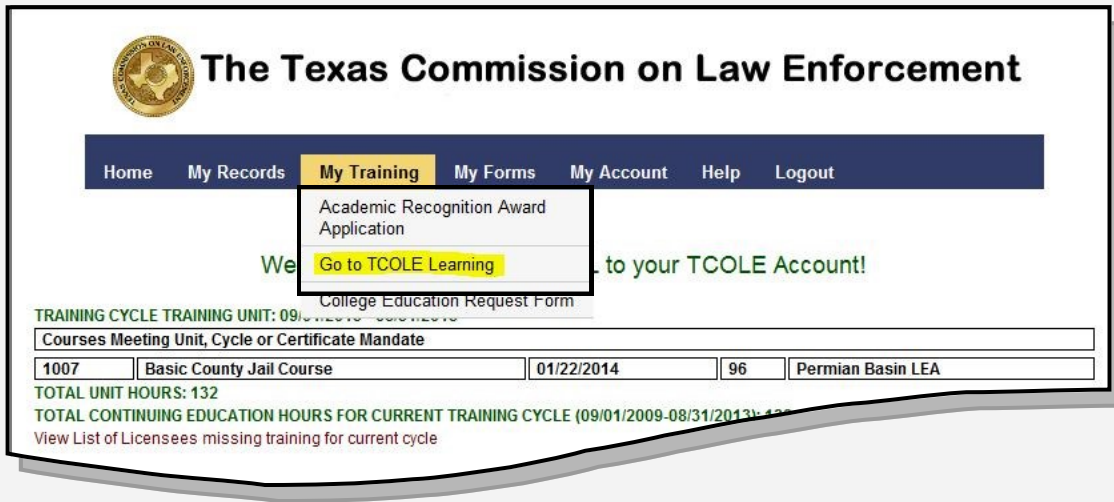 The Texas Commission on Law Enforcement
Home My Records My Training My Forms My Account Help Logout
Academic Recognition Award
Application
We Go to TCOLE Learning to your TCOLE Account!
College Education Request Form
TRAINING CYCLE TRAINING UNIT:
Courses Meeting Unit, Cycle or Certificate Mandate
1007 Basic County Jail Course 01/22/2014 96 Permian Basin LEA
TOTAL UNIT HOURS: 132
TOTAL CONTINUING EDUCATION HOURS FOR CURRENT TRAINING CYCLE (09/01/2009-08/31/2013):
View List of Licensees missing training for current cycle